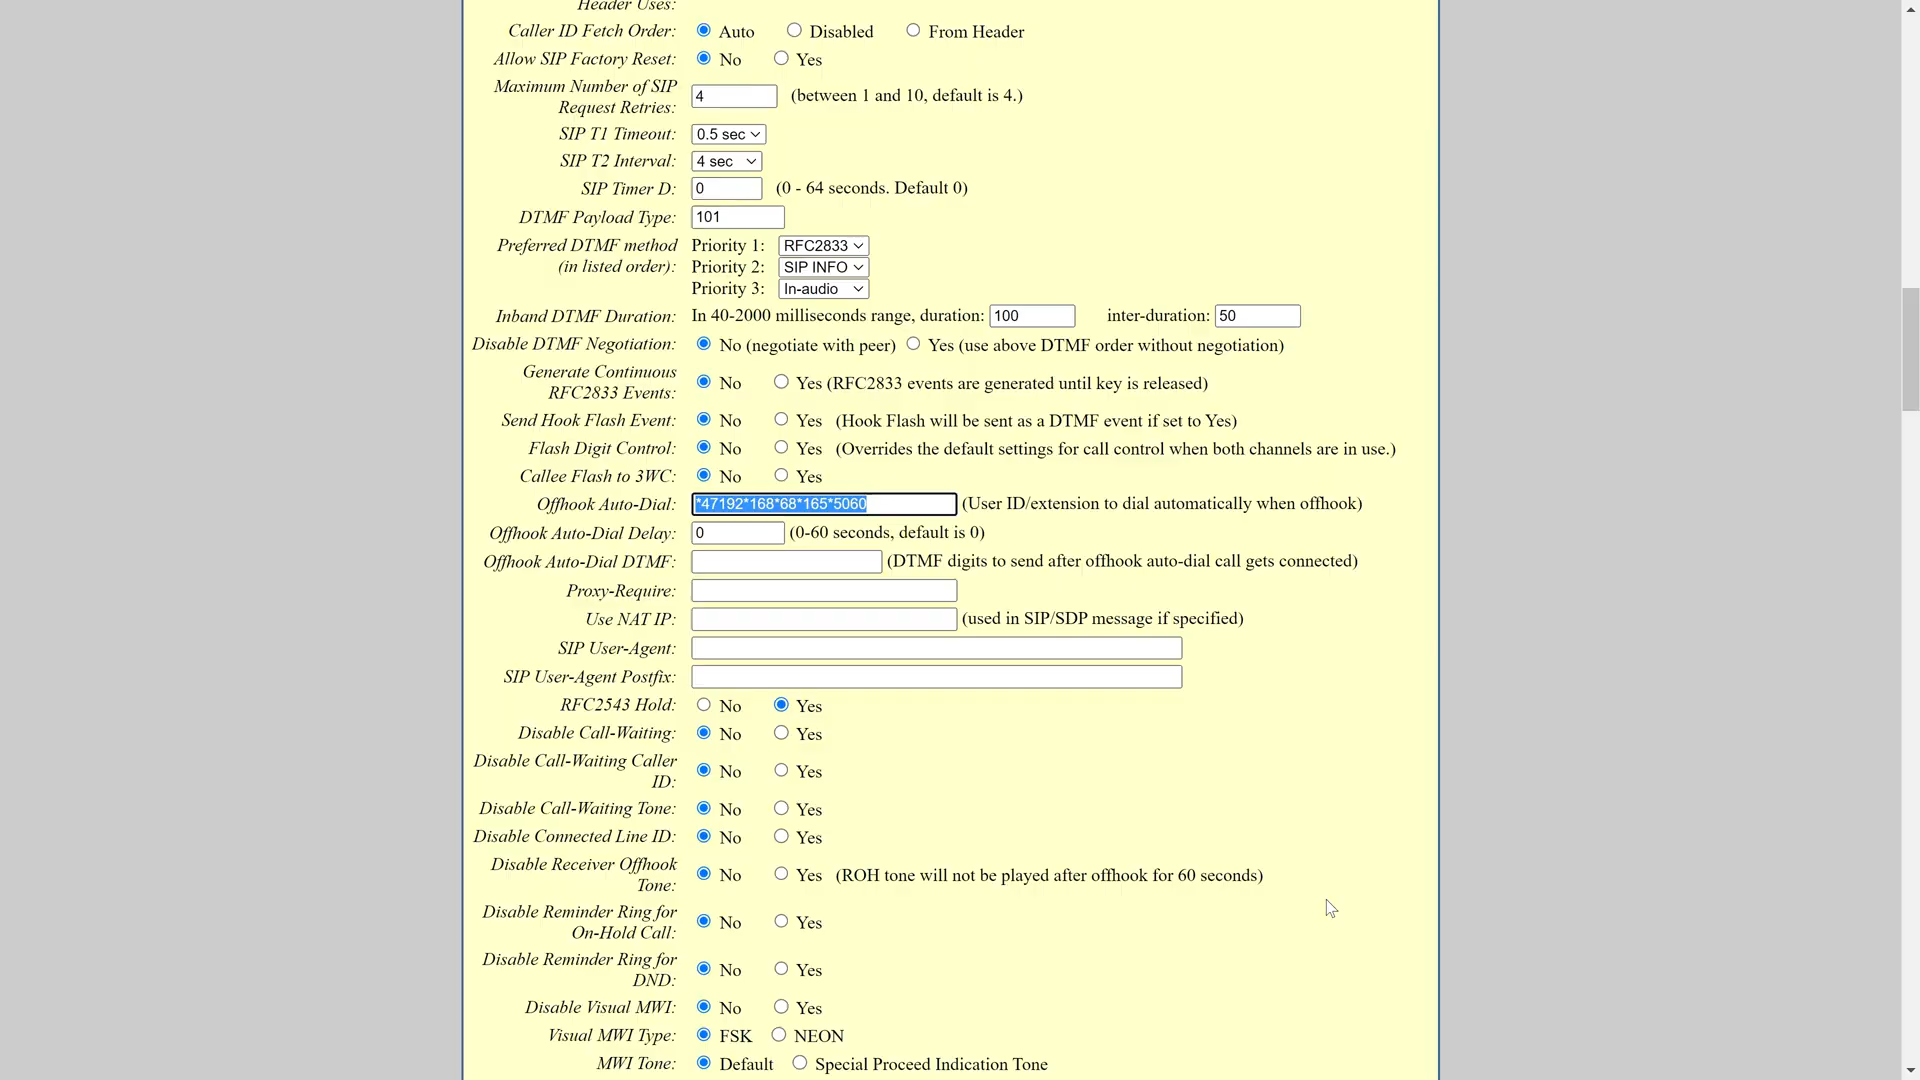 Header Uses:
Caller ID Fetch Order: Auto Disabled From Header
Allow SIP Factory Reset: No Yes
Maximum Number of SIP
Request Retries: 4 (between 1 and 10, default is 4.)
SIP T1 Timeout: 0.5 sec
SIP T2 Interval: 4 sec
SIP Timer D: 0 (0 - 64 seconds. Default 0)
DTMF Payload Type: 101
Preferred DTMF method Priority 1: RFC2833
(in listed order): Priority 2: SIP INFO
Priority 3: In-audio
Inband DTMF Duration: In 40-2000 milliseconds range, duration: 100 inter-duration: 50
Disable DTMF Negotiation: No (negotiate with peer) Yes (use above DTMF order without negotiation)
Generate Continuous
RFC2833 Events: No Yes (RFC2833 events are generated until key is released)
Send Hook Flash Event: No Yes (Hook Flash will be sent as a DTMF event if set to Yes)
Flash Digit Control: No Yes (Overrides the default settings for call control when both channels are in use.)
Callee Flash to 3WC: No Yes
Offhook Auto-Dial: *47192*168*68*165*5060 (User ID/extension to dial automatically when offhook)
Offhook Auto-Dial Delay: 0 (0-60 seconds, default is 0)
Offhook Auto-Dial DTMF: (DTMF digits to send after offhook auto-dial call gets connected)
Proxy-Require:
Use NAT IP: (used in SIP/SDP message if specified)
SIP User-Agent:
SIP User-Agent Postfix:
RFC2543 Hold: No Yes
Disable Call-Waiting: No Yes
Disable Call-Waiting Caller
ID: No Yes
Disable Call-Waiting Tone: No Yes
Disable Connected Line ID: No Yes
Disable Receiver Offhook
Tone: No Yes (ROH tone will not be played after offhook for 60 seconds)
Disable Reminder Ring for
On-Hold Call: No Yes
Disable Reminder Ring for
DND: No Yes
Disable Visual MWI: No Yes
Visual MWI Type: FSK NEON
MWI Tone: Default Special Proceed Indication Tone